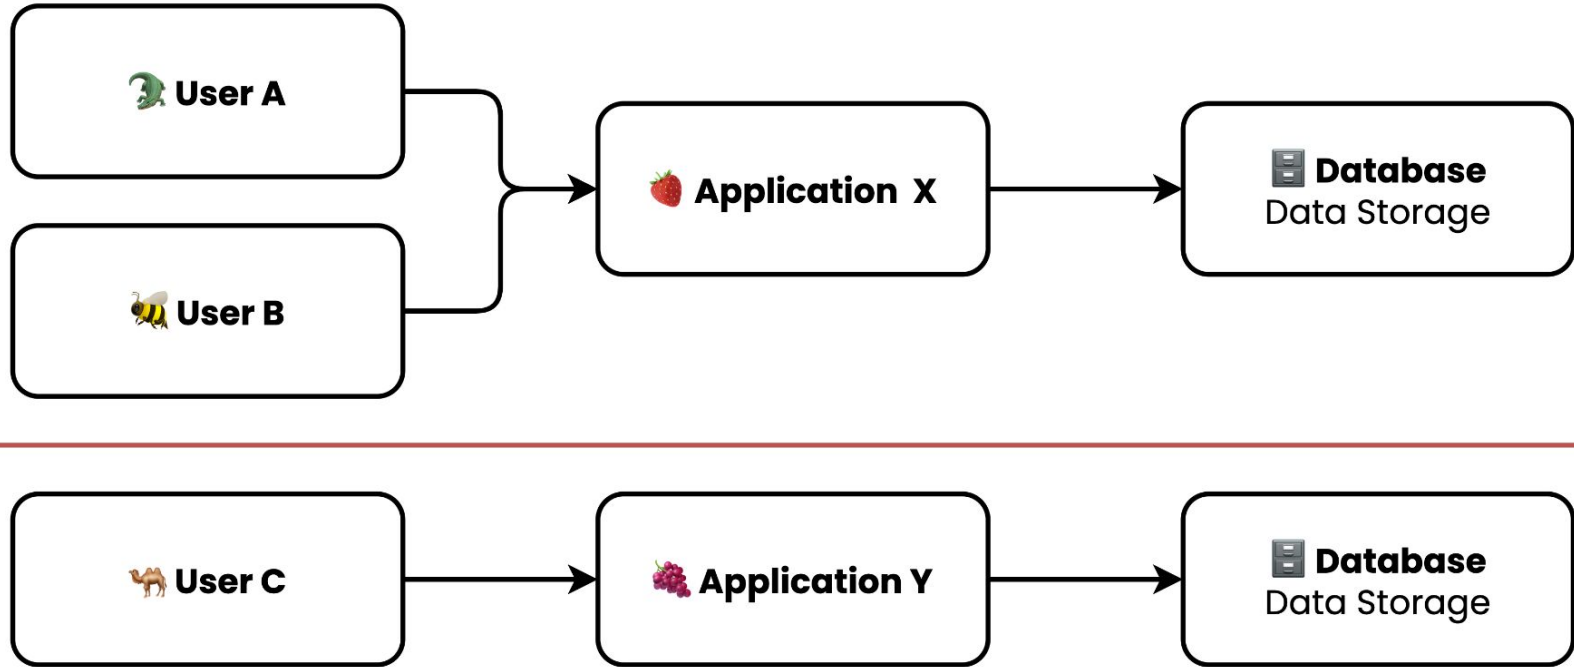 User A
User B
Application X
Database
Data Storage
User C
Application Y
Database
Data Storage